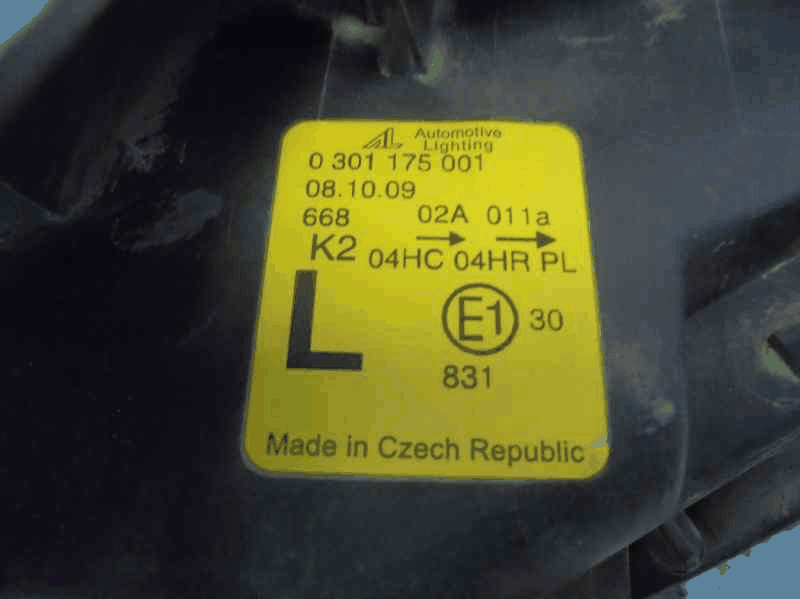 AL Automotive
Lighting
0 301 175 001
08.10.09
668 02A 011a
K2 04HC 04HR PL
L E1 30
831
Made in Czech Republic